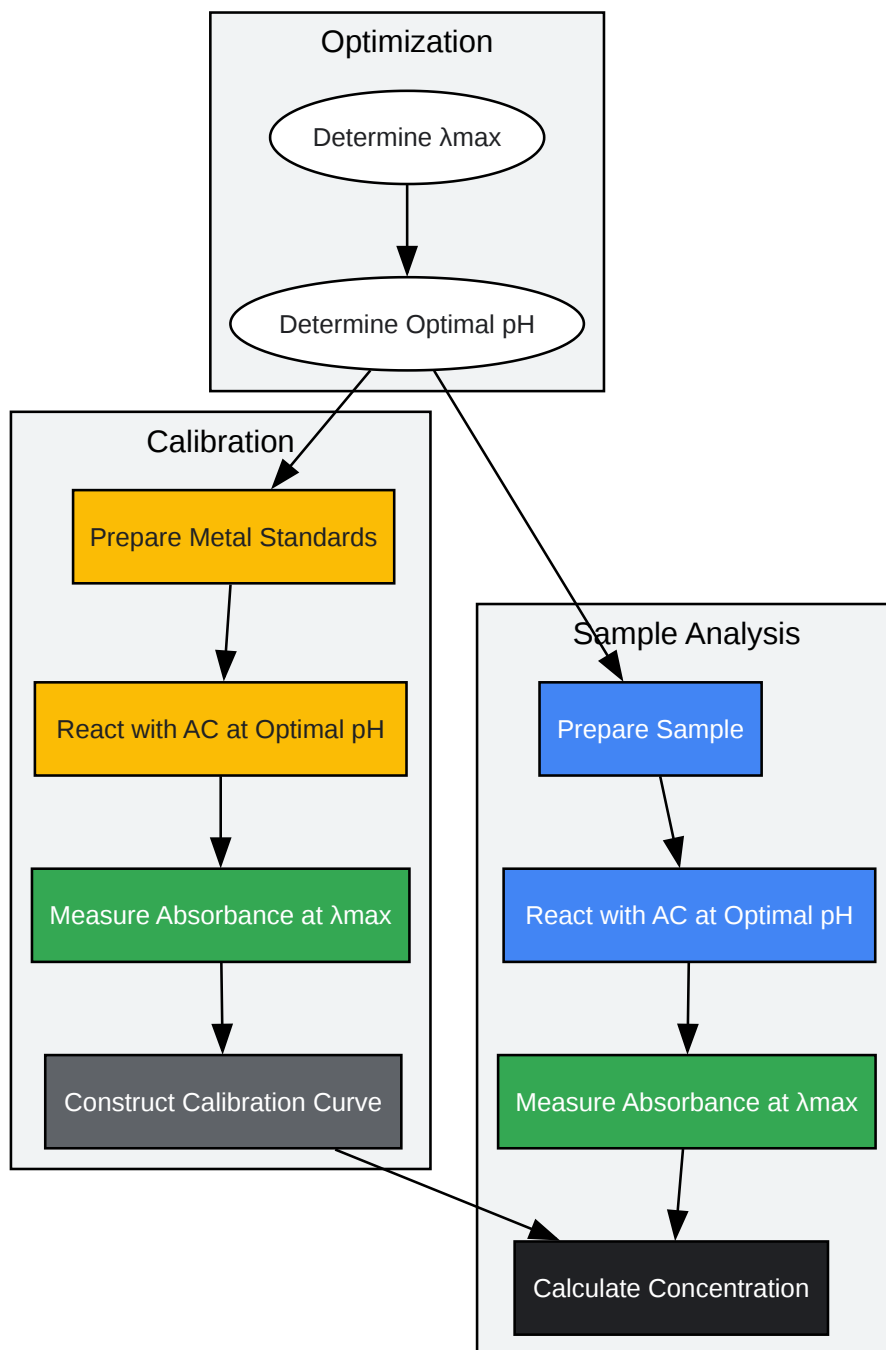 Optimization
Determine λmax
Determine Optimal pH
Calibration
Prepare Metal Standards
React with AC at Optimal pH
Measure Absorbance at λmax
Construct Calibration Curve
Sample Analysis
Prepare Sample
React with AC at Optimal pH
Measure Absorbance at λmax
Calculate Concentration